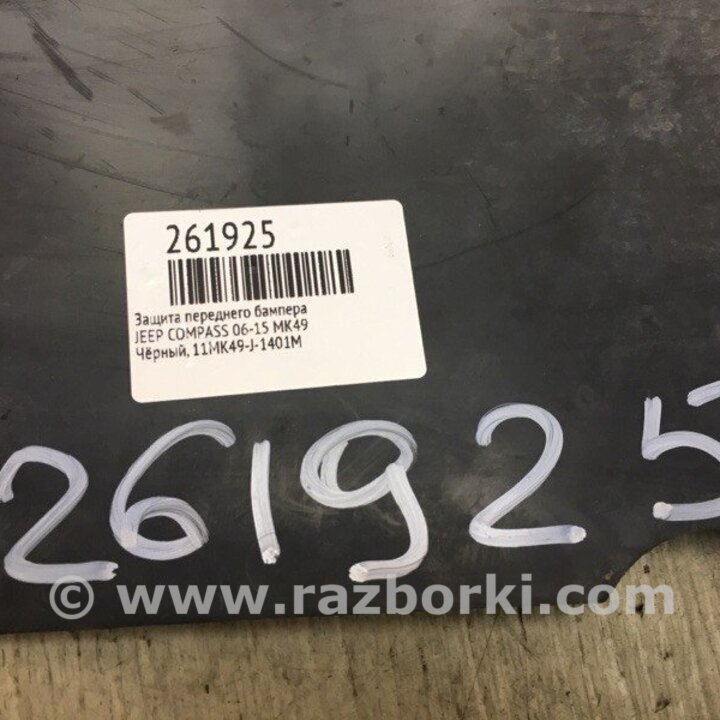 261925
Защита переднего бампера
JEEP COMPASS 06-15 MK49
Чёрный, 11MK49-J-1401M
261925
© www.razborki.com